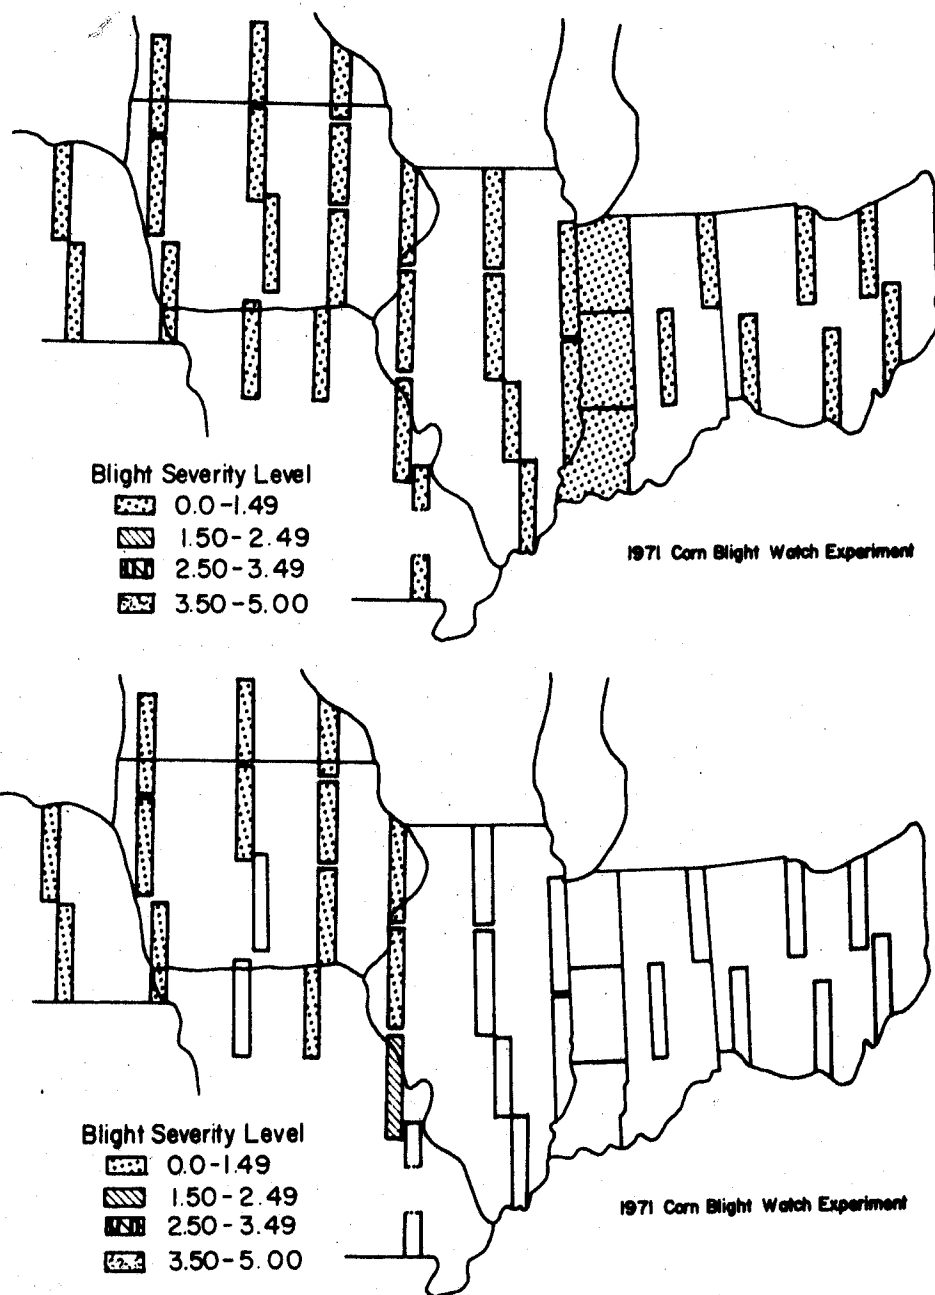 Blight Severity Level
0.0-1.49
1.50-2.49
2.50-3.49
3.50-5.00
1971 Corn Blight Watch Experiment
Blight Severity Level
0.0-1.49
1.50-2.49
2.50-3.49
3.50-5.00
1971 Corn Blight Watch Experiment